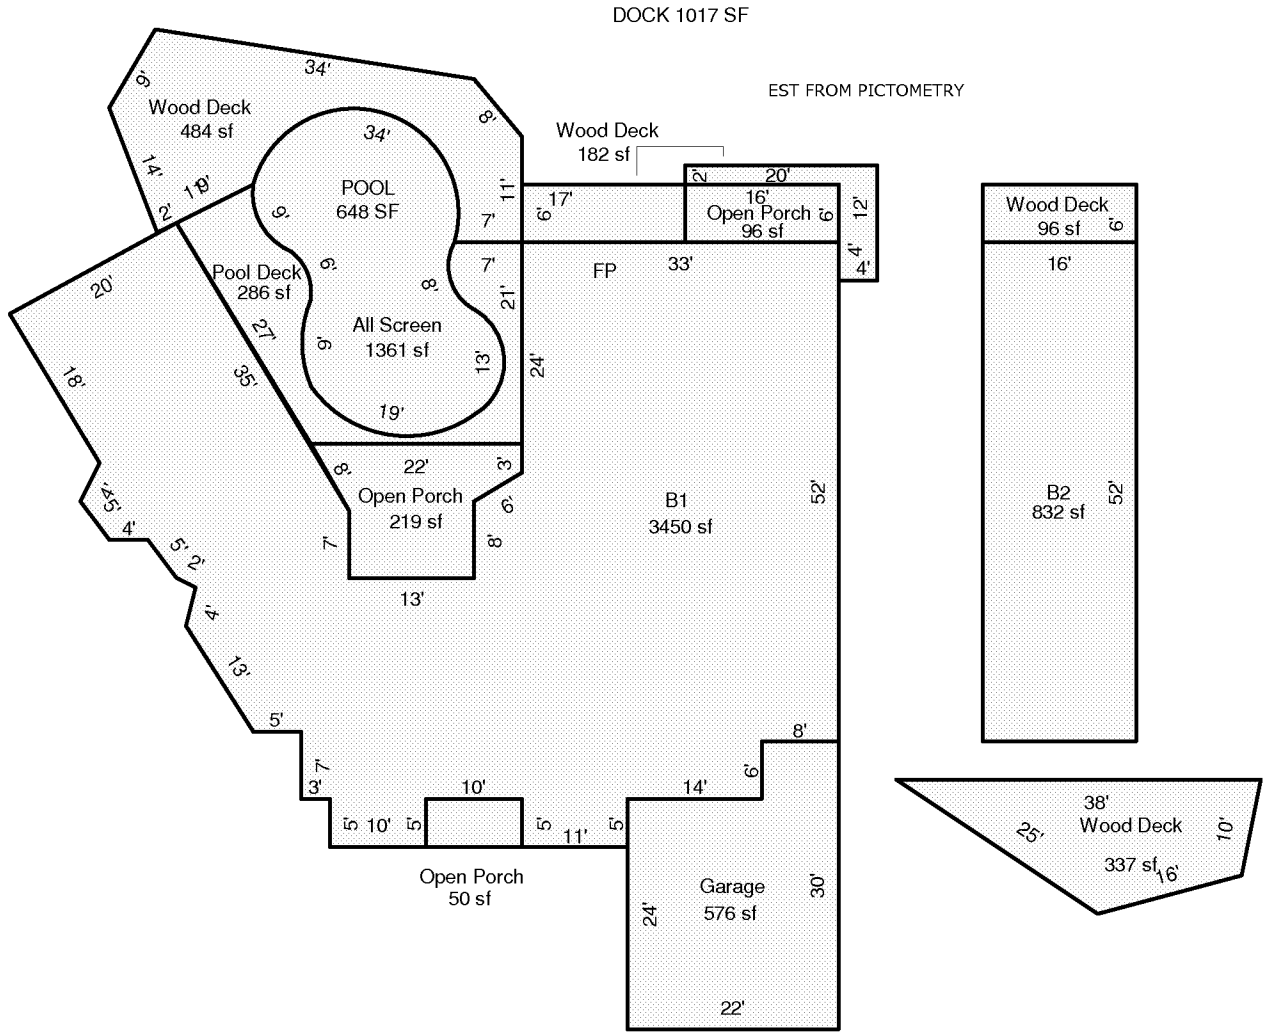 DOCK 1017 SF
EST FROM PICTOMETRY
34'
9'
Wood Deck
484 sf
8'
34'
14'
Wood Deck
182 sf
2'
20'
POOL
648 SF
11'
17'
16'
Open Porch
96 sf
6'
6'
12'
Wood Deck
96 sf
6'
2'
9'
7'
4'
4'
20'
Pool Deck
286 sf
6'
8'
7'
21'
FP
33'
16'
27'
All Screen
1361 sf
9'
13'
24'
18'
35'
19'
8'
22'
3'
Open Porch
219 sf
6'
B1
3450 sf
52'
B2
832 sf
52'
4'
5'
4'
5'
2'
7'
8'
13'
4'
13'
5'
7'
3'
8'
6'
10'
14'
5'
10'
5'
5'
11'
5'
38'
Wood Deck
337 sf
25'
10'
16'
Open Porch
50 sf
Garage
576 sf
24'
30'
22'